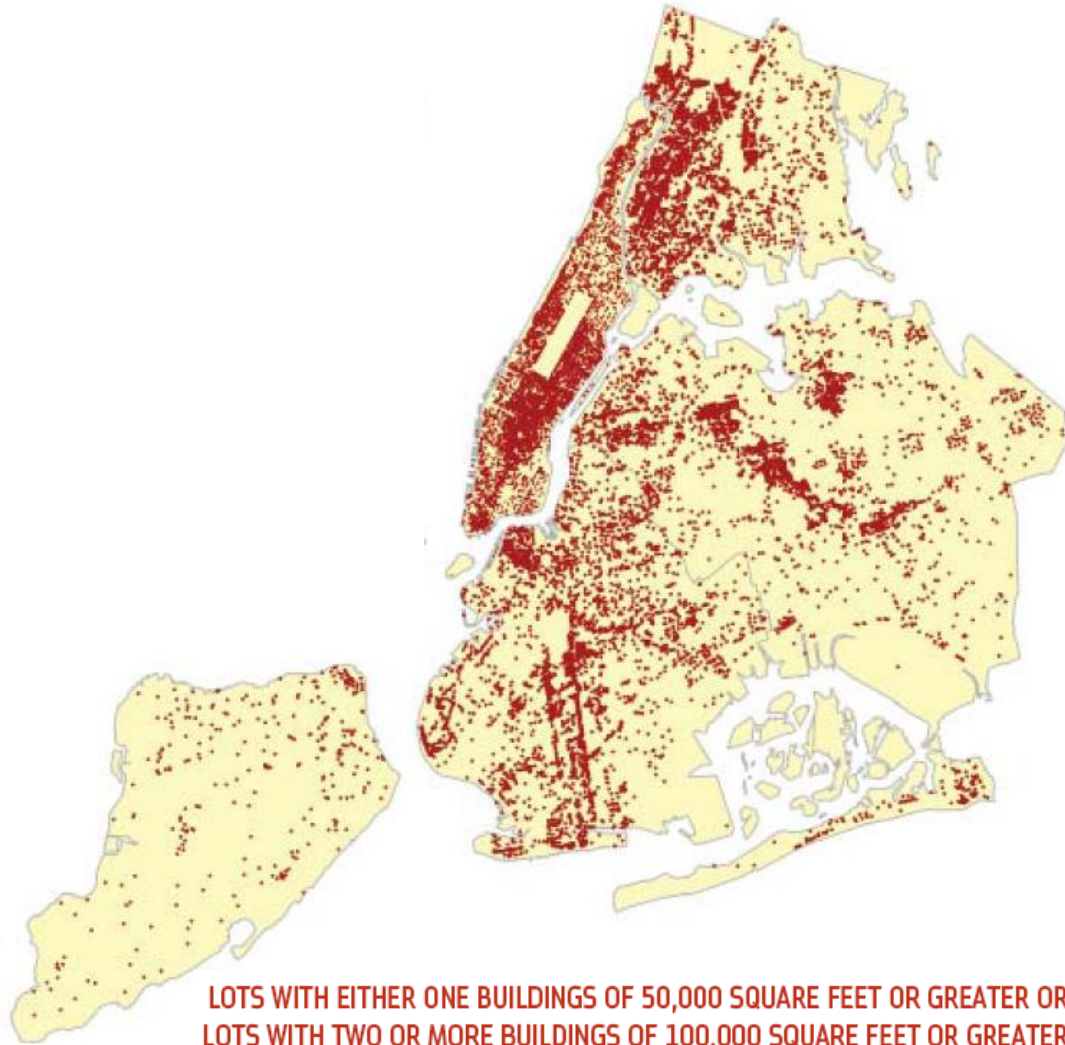 LOTS WITH EITHER ONE BUILDINGS OF 50,000 SQUARE FEET OR GREATER OR
LOTS WITH TWO OR MORE BUILDINGS OF 100,000 SQUARE FEET OR GREATER